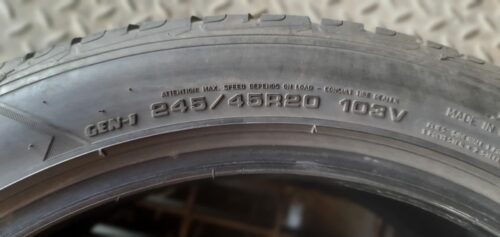 ATTENTION: MAX. SPEED DEPENDS ON LOAD - CONSULT TIRE DEALER
GEN-1 245/45R20 103V
MADE IN